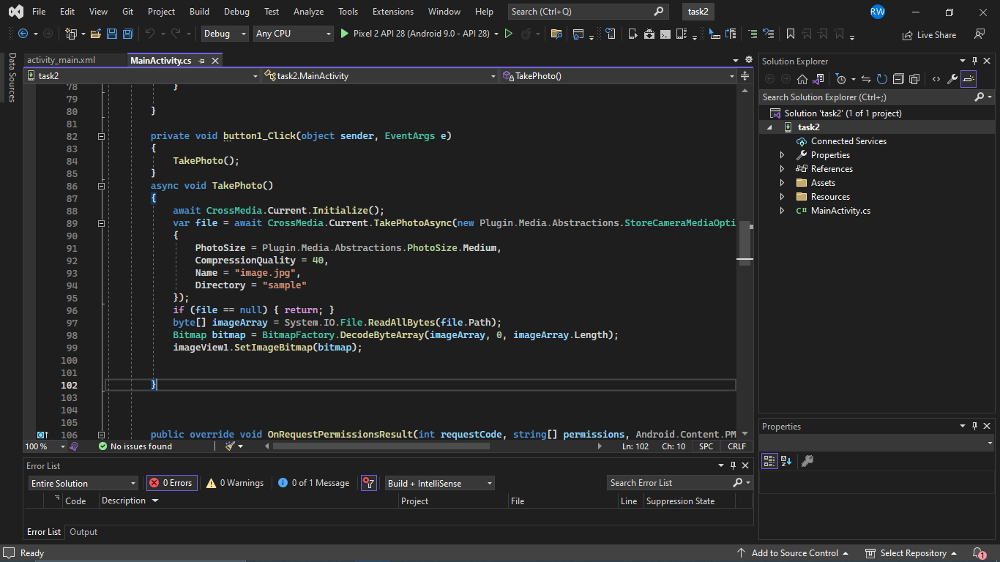 File Edit View Git Project Build Debug Test Analyze Tools Extensions Window Help Search (Ctrl+Q) task2 RW
Debug Any CPU Pixel 2 API 28 (Android 9.0 - API 28) Live Share
Data Sources
activity_main.xml MainActivity.cs
task2 task2.MainActivity TakePhoto()
78 }
79
80 }
81
82 private void button1_Click(object sender, EventArgs e)
83 {
84 TakePhoto();
85 }
86 async void TakePhoto()
87 {
88 await CrossMedia.Current.Initialize();
89 var file = await CrossMedia.Current.TakePhotoAsync(new Plugin.Media.Abstractions.StoreCameraMediaOpti
90 {
91 PhotoSize = Plugin.Media.Abstractions.PhotoSize.Medium,
92 CompressionQuality = 40,
93 Name = "image.jpg",
94 Directory = "sample"
95 });
96 if (file == null) { return; }
97 byte[] imageArray = System.IO.File.ReadAllBytes(file.Path);
98 Bitmap bitmap = BitmapFactory.DecodeByteArray(imageArray, 0, imageArray.Length);
99 imageView1.SetImageBitmap(bitmap);
100
101
102 }
103
104
105
106 public override void OnRequestPermissionsResult(int requestCode, string[] permissions, Android.Content.PM
100 % No issues found Ln: 102 Ch: 10 SPC CRLF
Error List
Entire Solution 0 Errors 0 Warnings 0 of 1 Message Build + IntelliSense Search Error List
Code Description Project File Line Suppression State
Error List Output
Solution Explorer
Search Solution Explorer (Ctrl+;)
Solution 'task2' (1 of 1 project)
task2
Connected Services
Properties
References
Assets
Resources
C# MainActivity.cs
Properties
Ready Add to Source Control Select Repository 1